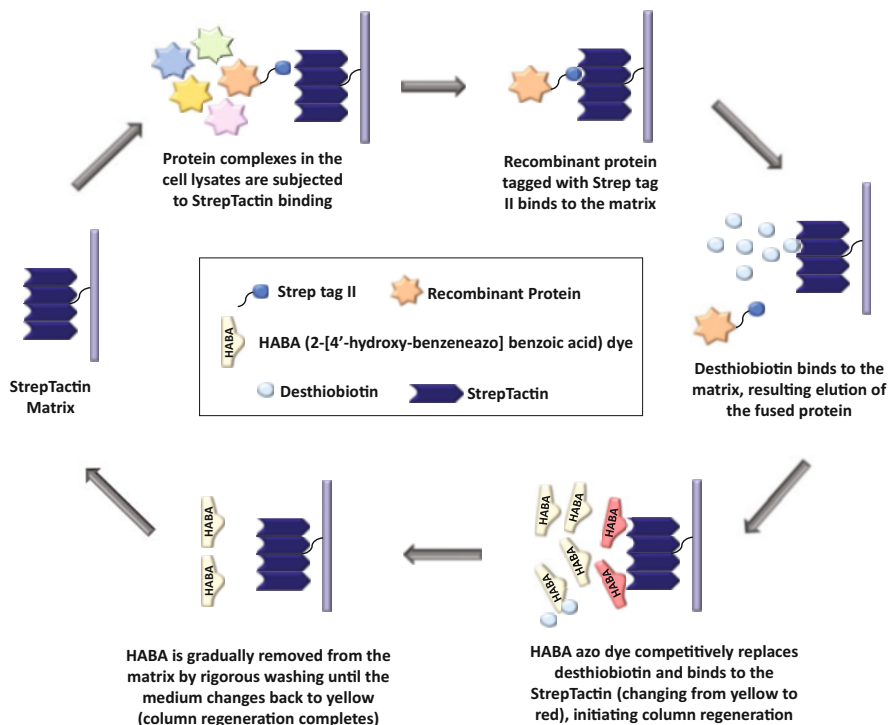 Protein complexes in the
cell lysates are subjected
to StrepTactin binding
Recombinant protein
tagged with Strep tag
II binds to the matrix
StrepTactin
Matrix
Strep tag II
Recombinant Protein
HABA
HABA (2-[4’-hydroxy-benzeneazo] benzoic acid) dye
Desthiobiotin
StrepTactin
Desthiobiotin binds to the
matrix, resulting elution of
the fused protein
HABA
HABA
HABA
HABA
HABA
HABA
HABA azo dye competitively replaces
desthiobiotin and binds to the
StrepTactin (changing from yellow to
red), initiating column regeneration
HABA
HABA
HABA is gradually removed from the
matrix by rigorous washing until the
medium changes back to yellow
(column regeneration completes)